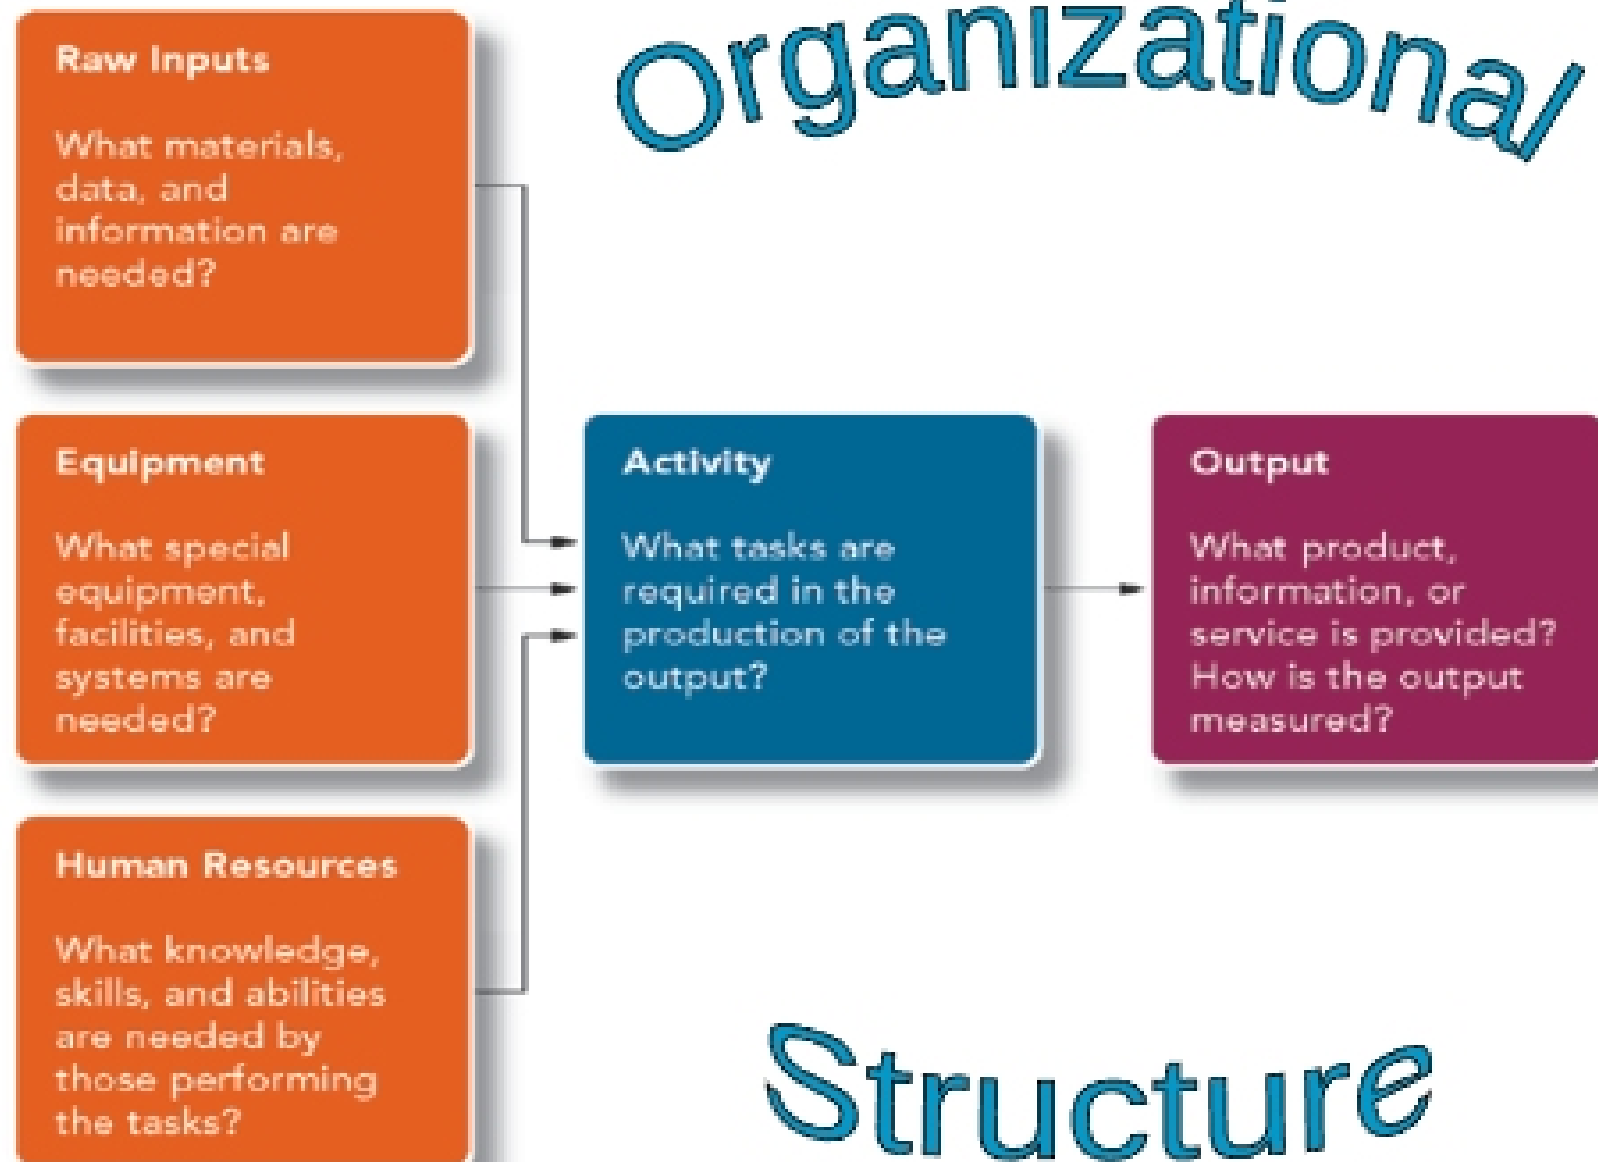 Organizational
Raw Inputs
What materials,
data, and
information are
needed?
Equipment
What special
equipment,
facilities, and
systems are
needed?
Human Resources
What knowledge,
skills, and abilities
are needed by
those performing
the tasks?
Activity
What tasks are
required in the
production of the
output?
Output
What product,
information, or
service is provided?
How is the output
measured?
Structure